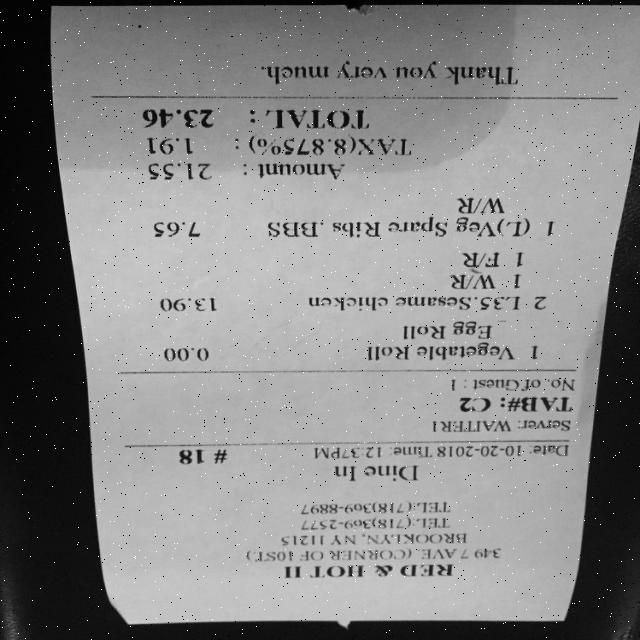 RED & HOT II
349 7 AVE. (CORNER OF 10ST.)
BROOKLYN, NY 11215
TEL:(718)369-2577
TEL:(718)369-8897
Dine In
Date: 10-20-2018 Time: 12:37PM # 18
Server: WAITER1
TAB#: C2
No. of Guest : 1
1 Vegetable Roll 0.00
Egg Roll
2 L35.Sesame chicken 13.90
1 W/R
1 F/R
1 (L)Veg Spare Ribs .BBS 7.65
W/R
Amount : 21.55
TAX(8.875%) : 1.91
TOTAL : 23.46
Thank you very much.